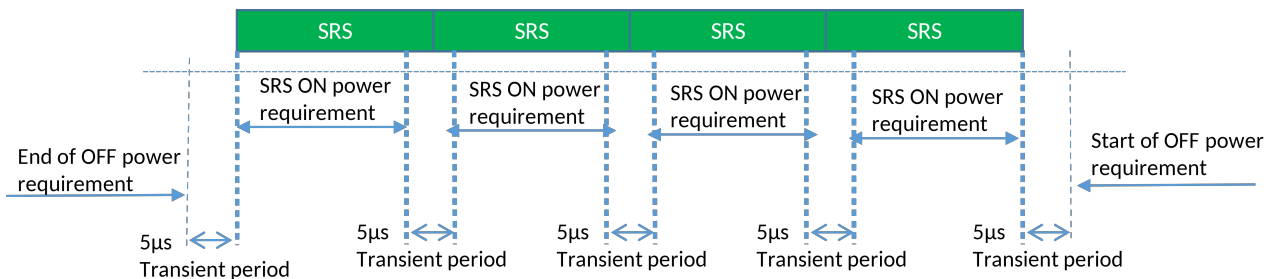 SRS SRS SRS SRS
SRS ON power
requirement
SRS ON power
requirement
SRS ON power
requirement
SRS ON power
requirement
End of OFF power
requirement
Start of OFF power
requirement
5µs
Transient period
5µs
Transient period
5µs
Transient period
5µs
Transient period
5µs
Transient period